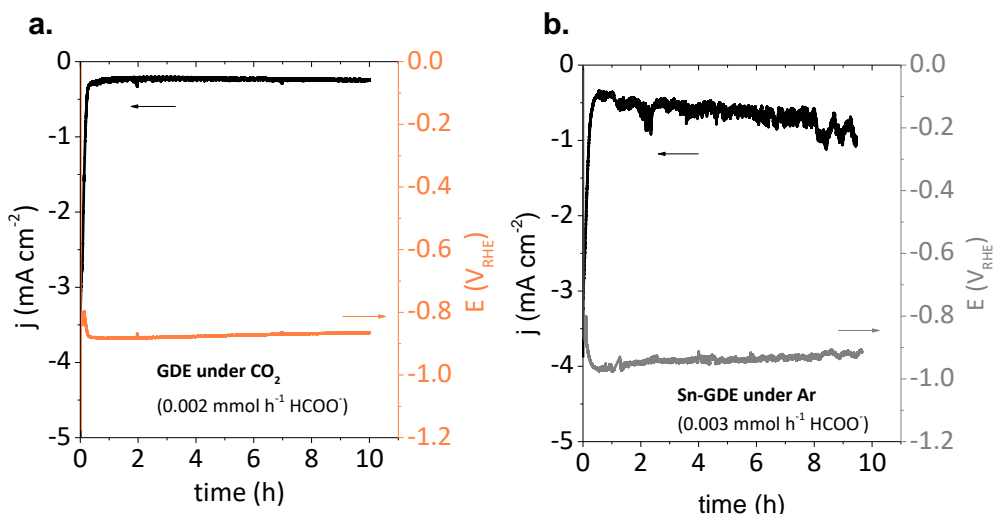 a.
0
-1
-2
-3
-4
-5
j (mA cm⁻²)
0.0
-0.2
-0.4
-0.6
-0.8
-1.0
-1.2
E (V_RHE)
GDE under CO₂
(0.002 mmol h⁻¹ HCOO⁻)
0 2 4 6 8 10
time (h)
b.
0
-1
-2
-3
-4
-5
j (mA cm⁻²)
0.0
-0.2
-0.4
-0.6
-0.8
-1.0
-1.2
E (V_RHE)
Sn-GDE under Ar
(0.003 mmol h⁻¹ HCOO⁻)
0 2 4 6 8 10
time (h)